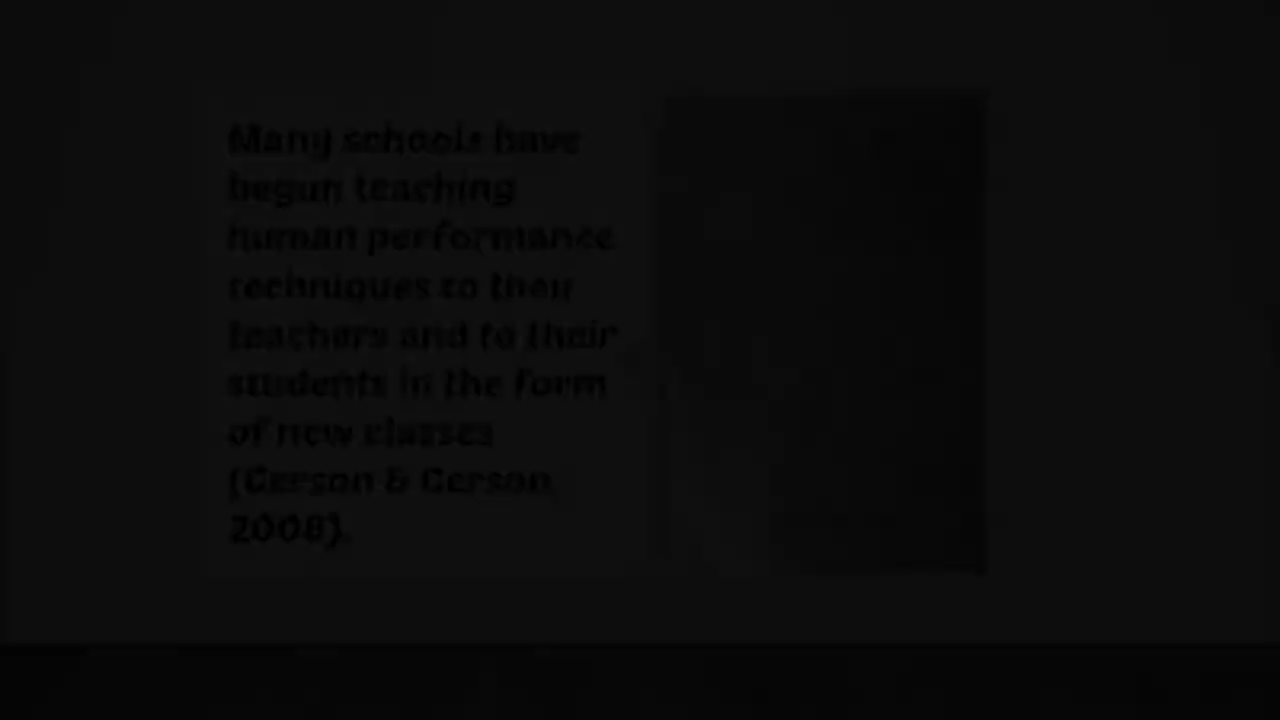 Many schools have
begun teaching
human performance
techniques to their
teachers and to their
students in the form
of new classes
(Gerson & Gerson,
2008).